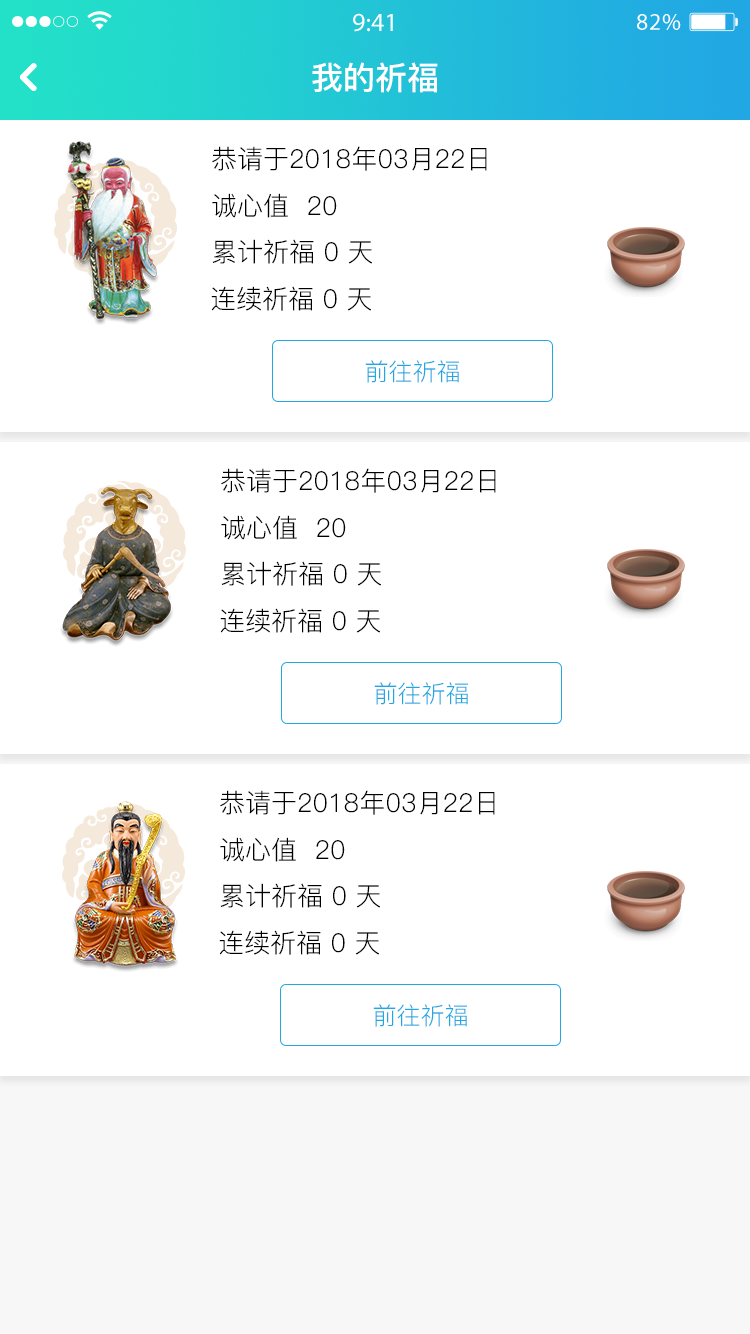 9:41
82%
我的祈福
恭请于2018年03月22日
诚心值 20
累计祈福 0 天
连续祈福 0 天
前往祈福
恭请于2018年03月22日
诚心值 20
累计祈福 0 天
连续祈福 0 天
前往祈福
恭请于2018年03月22日
诚心值 20
累计祈福 0 天
连续祈福 0 天
前往祈福